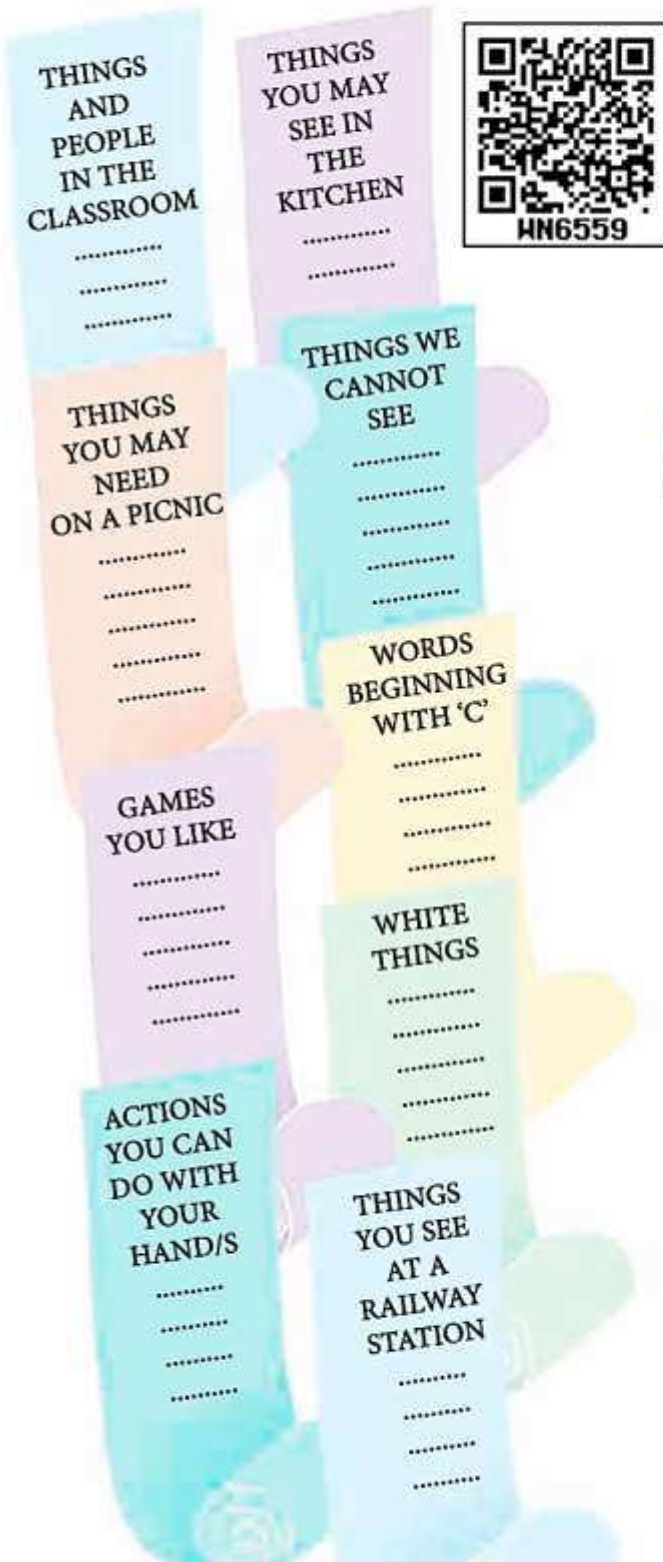 THINGS
AND
PEOPLE
IN THE
CLASSROOM
.............
.............
.............
THINGS
YOU MAY
SEE IN
THE
KITCHEN
.............
.............
WN6559
THINGS
YOU MAY
NEED
ON A PICNIC
.............
.............
.............
.............
.............
THINGS WE
CANNOT
SEE
.............
.............
.............
.............
.............
WORDS
BEGINNING
WITH ‘C’
.............
.............
.............
.............
GAMES
YOU LIKE
.............
.............
.............
.............
.............
WHITE
THINGS
.............
.............
.............
.............
.............
ACTIONS
YOU CAN
DO WITH
YOUR
HAND/S
..........
..........
..........
..........
THINGS
YOU SEE
AT A
RAILWAY
STATION
..........
..........
..........
..........